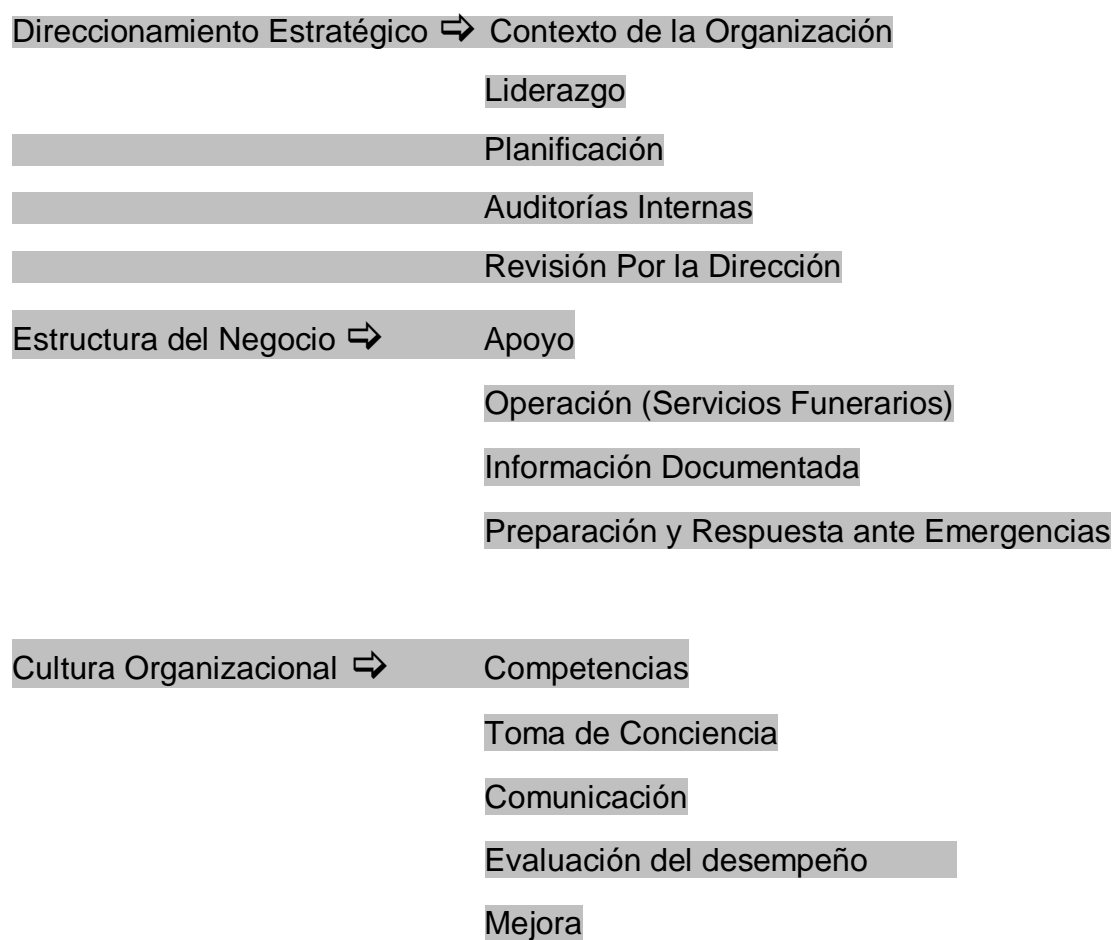 Direccionamiento Estratégico ⇨ Contexto de la Organización
Liderazgo
Planificación
Auditorías Internas
Revisión Por la Dirección
Estructura del Negocio ⇨ Apoyo
Operación (Servicios Funerarios)
Información Documentada
Preparación y Respuesta ante Emergencias
Cultura Organizacional ⇨ Competencias
Toma de Conciencia
Comunicación
Evaluación del desempeño
Mejora